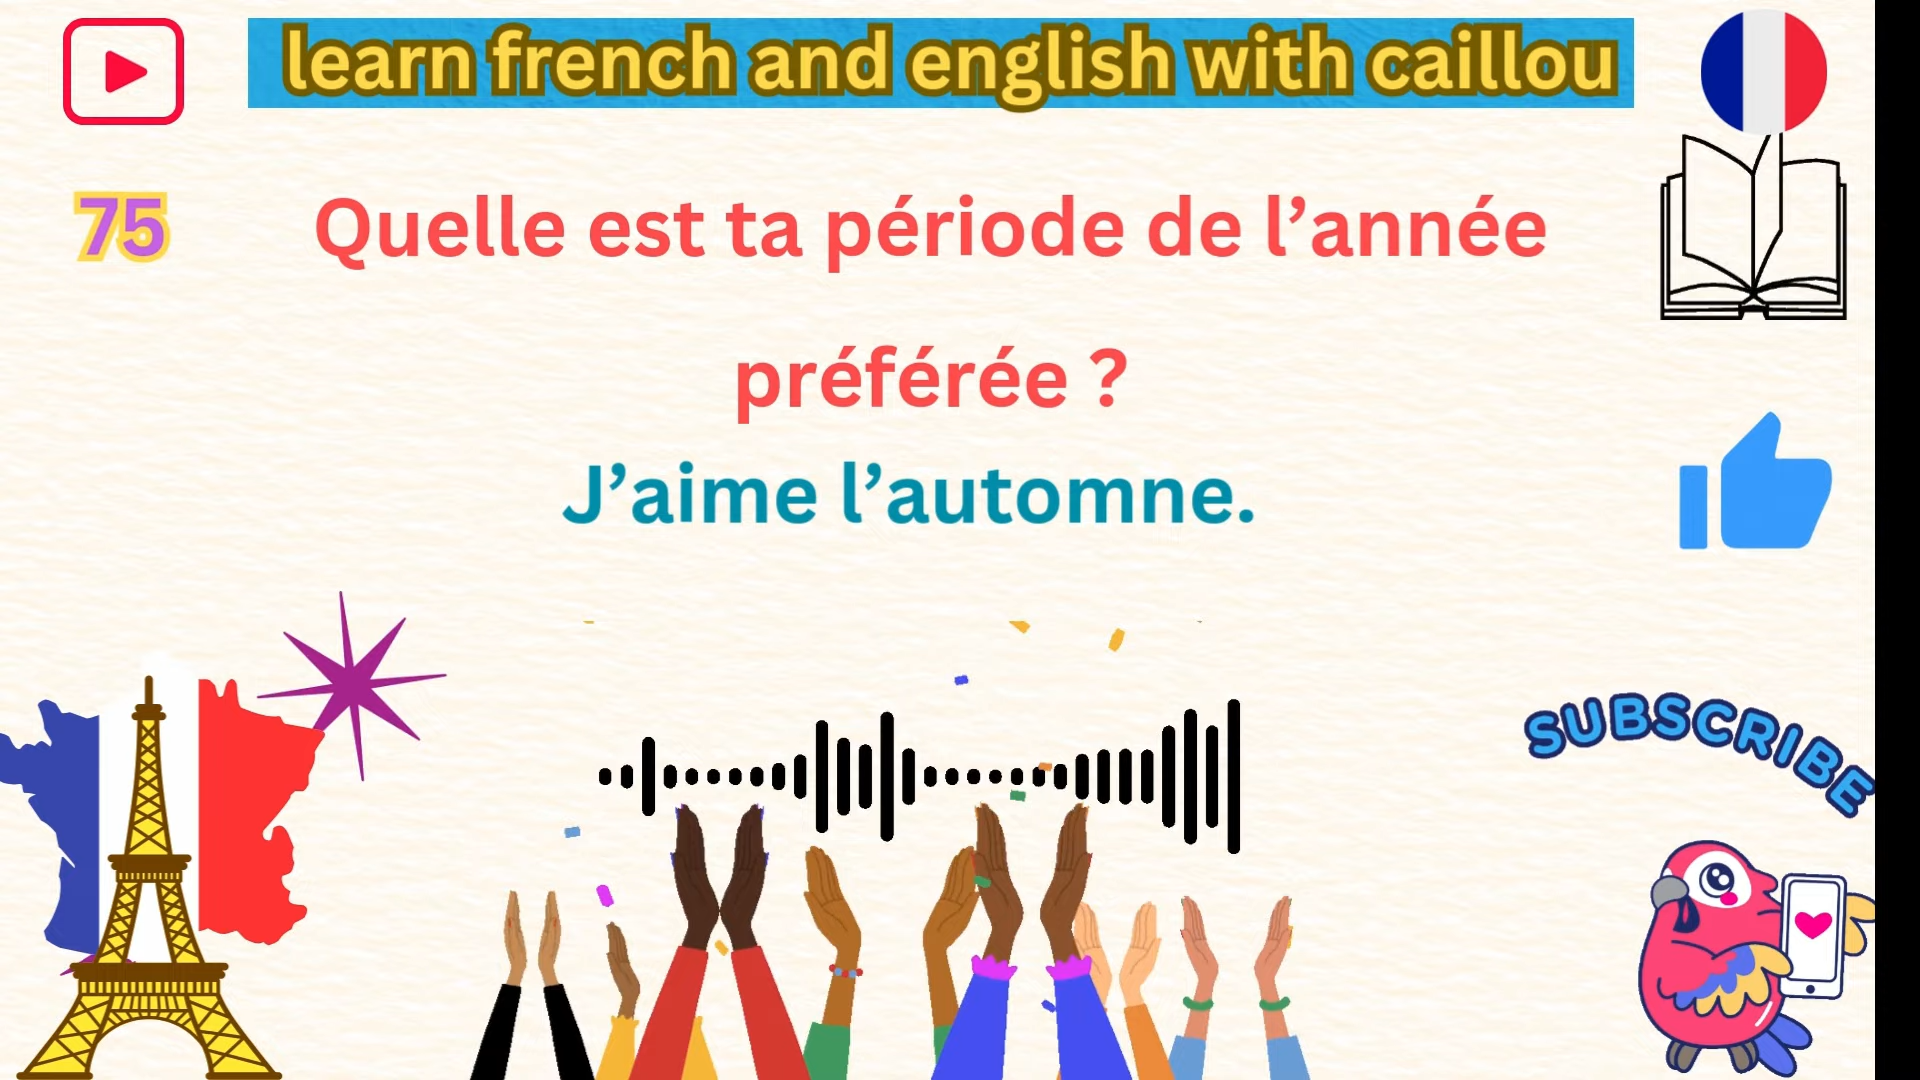 learn french and english with caillou
75
Quelle est ta période de l’année
préférée ?
J’aime l’automne.
SUBSCRIBE